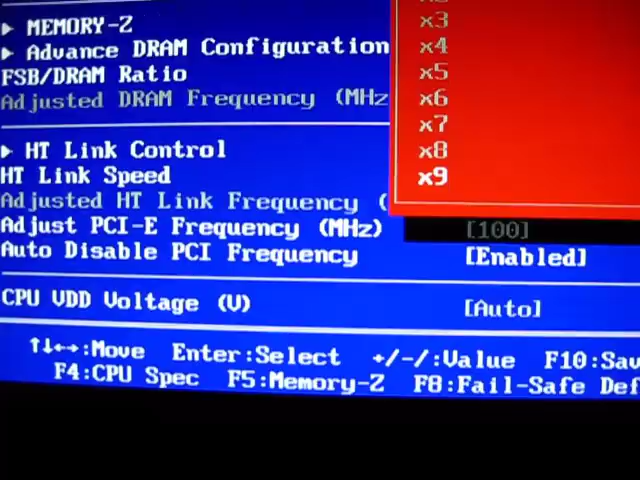 ▸ MEMORY-Z
▸ Advance DRAM Configuration
FSB/DRAM Ratio
Adjusted DRAM Frequency (MHz
▸ HT Link Control
HT Link Speed
Adjusted HT Link Frequency (
Adjust PCI-E Frequency (MHz) [100]
Auto Disable PCI Frequency [Enabled]
CPU VDD Voltage (V) [Auto]
x3
x4
x5
x6
x7
x8
x9
↑↓←→:Move Enter:Select +/-/:Value F10:Sav
F4:CPU Spec F5:Memory-Z F8:Fail-Safe Def